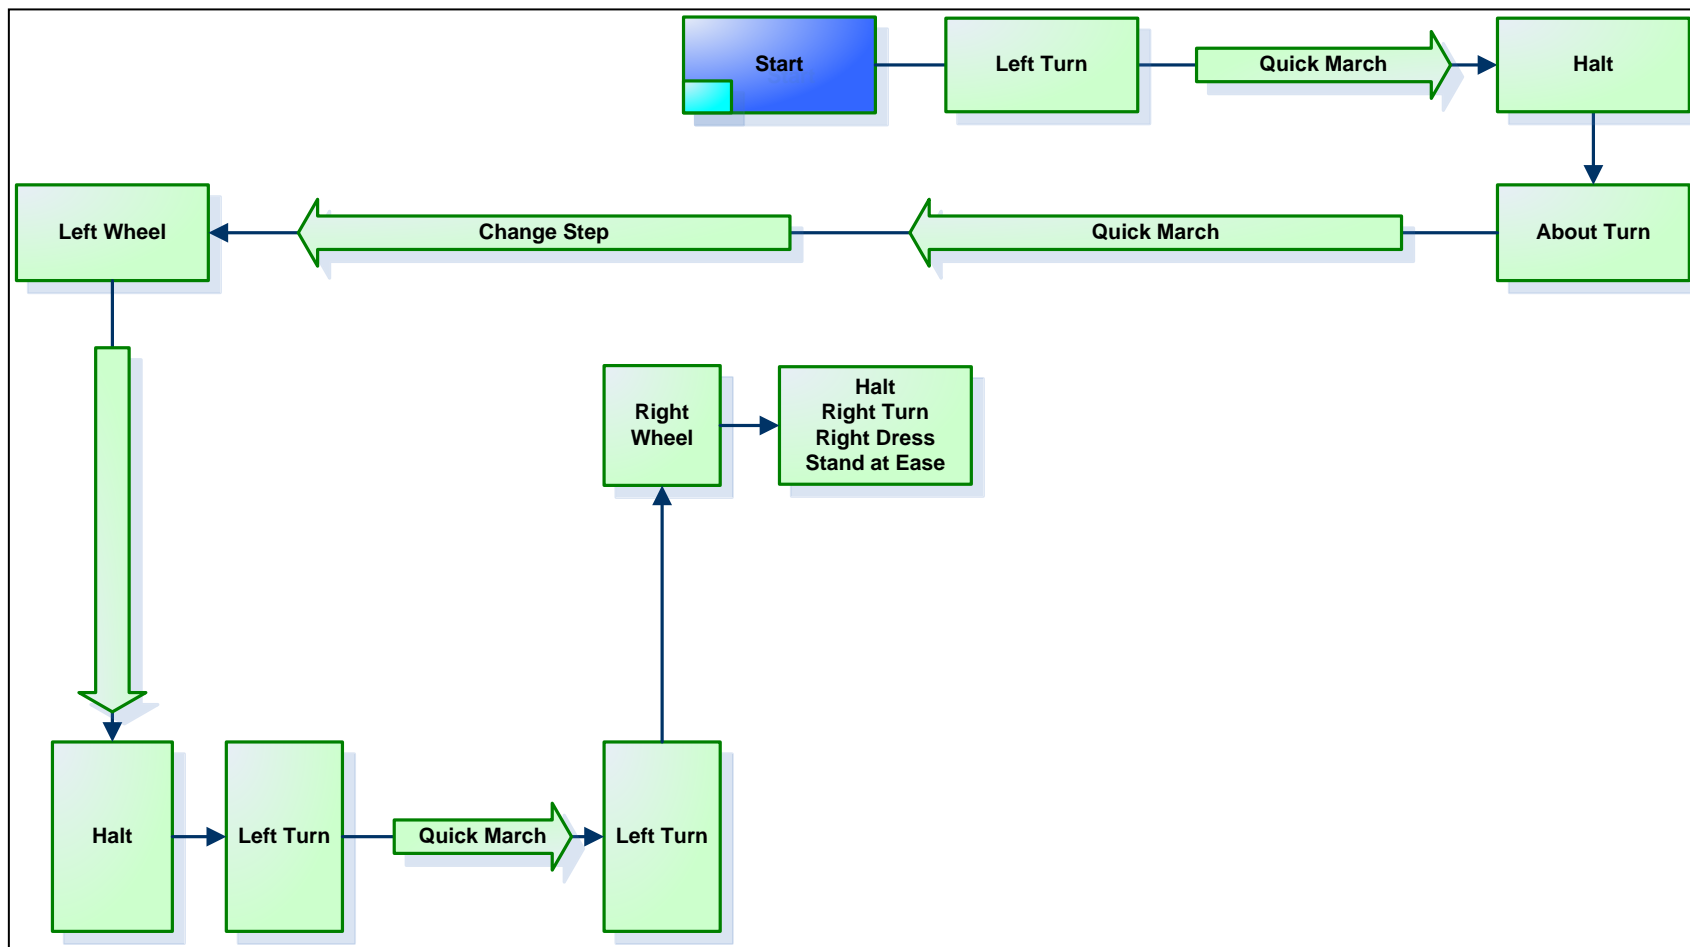 Start
Left Turn
Quick March
Halt
About Turn
Quick March
Change Step
Left Wheel
Halt
Left Turn
Quick March
Left Turn
Right
Wheel
Halt
Right Turn
Right Dress
Stand at Ease